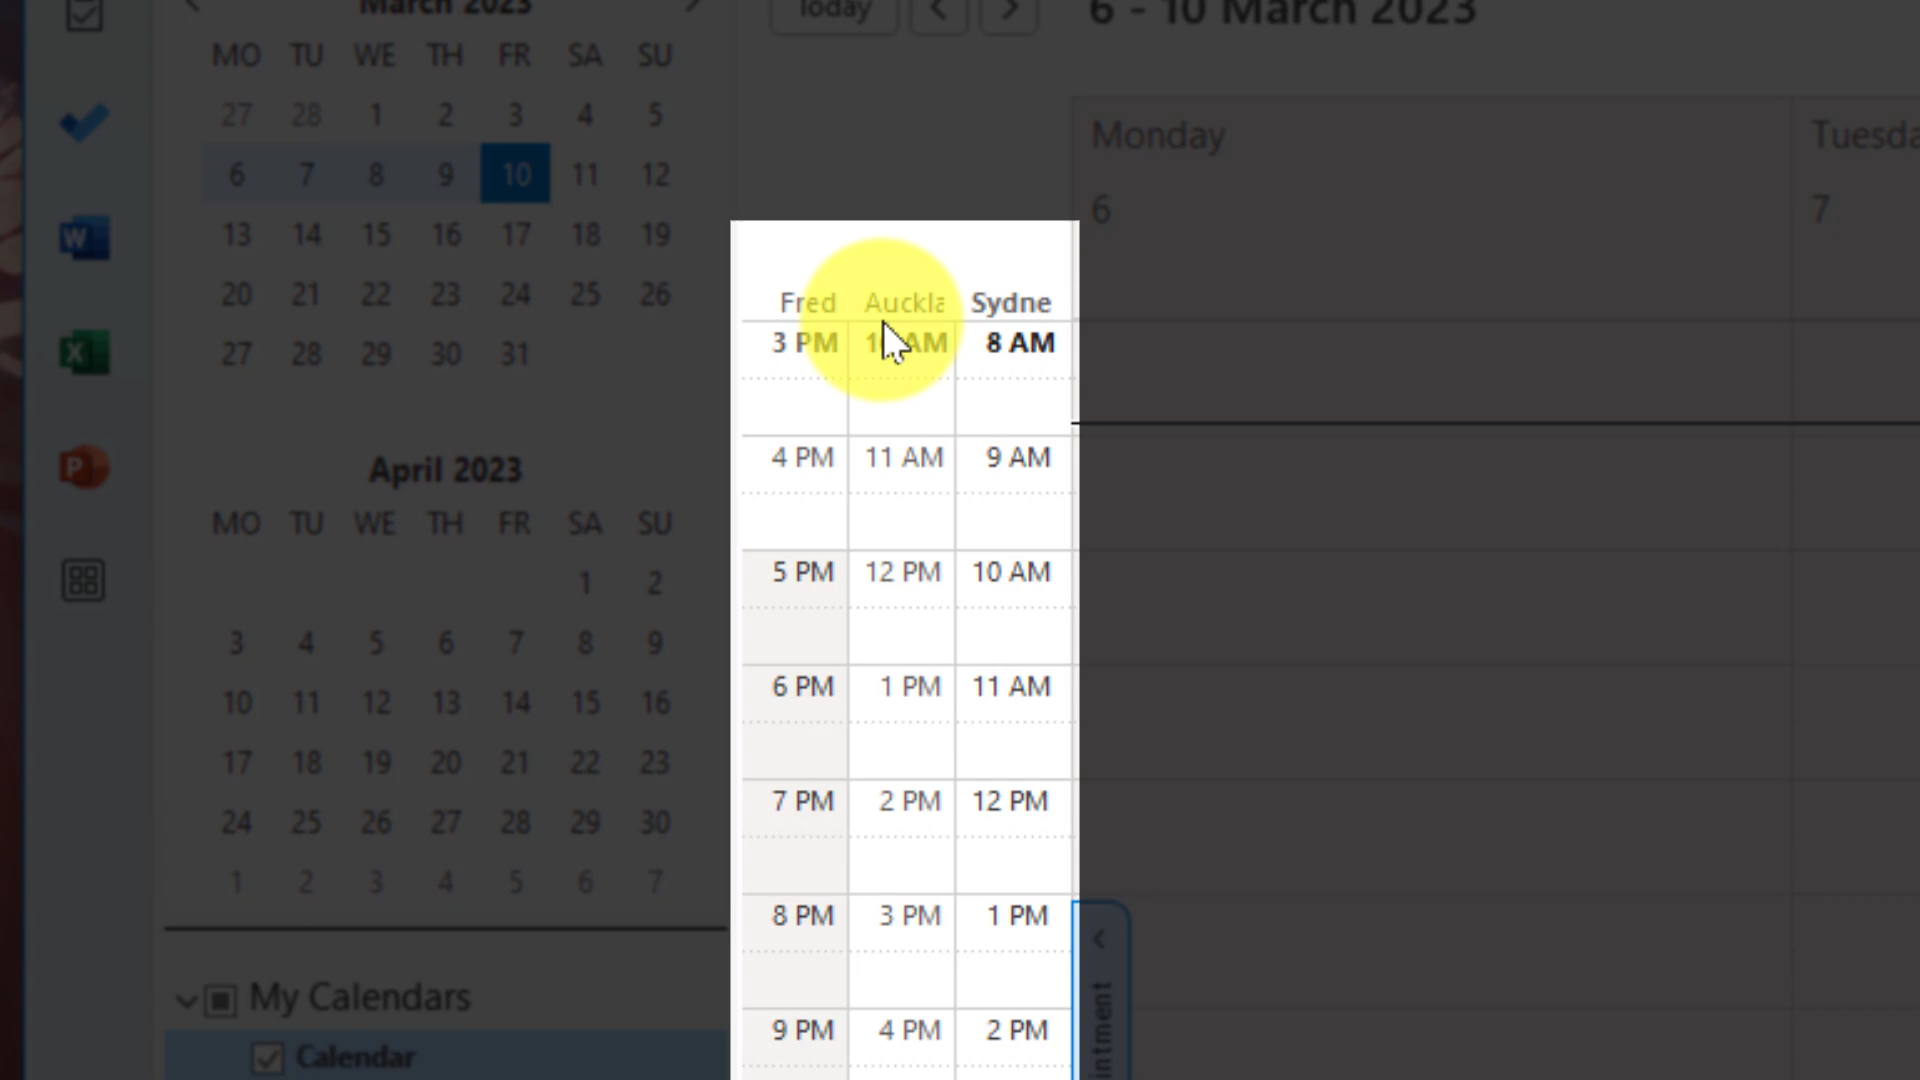 March 2023
MO TU WE TH FR SA SU
27 28 1 2 3 4 5
6 7 8 9 10 11 12
13 14 15 16 17 18 19
20 21 22 23 24 25 26
27 28 29 30 31
April 2023
MO TU WE TH FR SA SU
1 2
3 4 5 6 7 8 9
10 11 12 13 14 15 16
17 18 19 20 21 22 23
24 25 26 27 28 29 30
1 2 3 4 5 6 7
My Calendars
Calendar
W
X
P
Today
6 - 10 March 2023
Monday Tuesda
6 7
Fred Auckla Sydne
3 PM AM 8 AM
4 PM 11 AM 9 AM
5 PM 12 PM 10 AM
6 PM 1 PM 11 AM
7 PM 2 PM 12 PM
8 PM 3 PM 1 PM
9 PM 4 PM 2 PM
intment